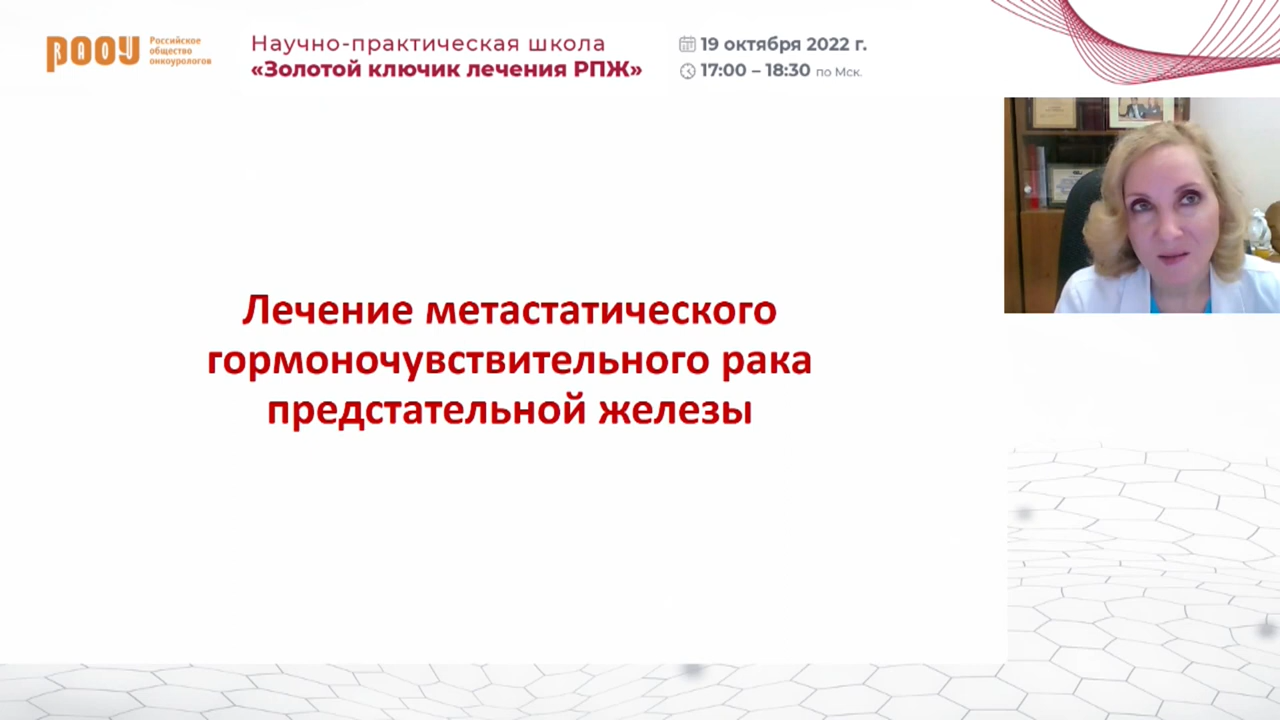 РАОУ
Российское
общество
онкоурологов
Научно-практическая школа
«Золотой ключик лечения РПЖ»
19 октября 2022 г.
17:00 – 18:30 по Мск.
Лечение метастатического
гормоночувствительного рака
предстательной железы